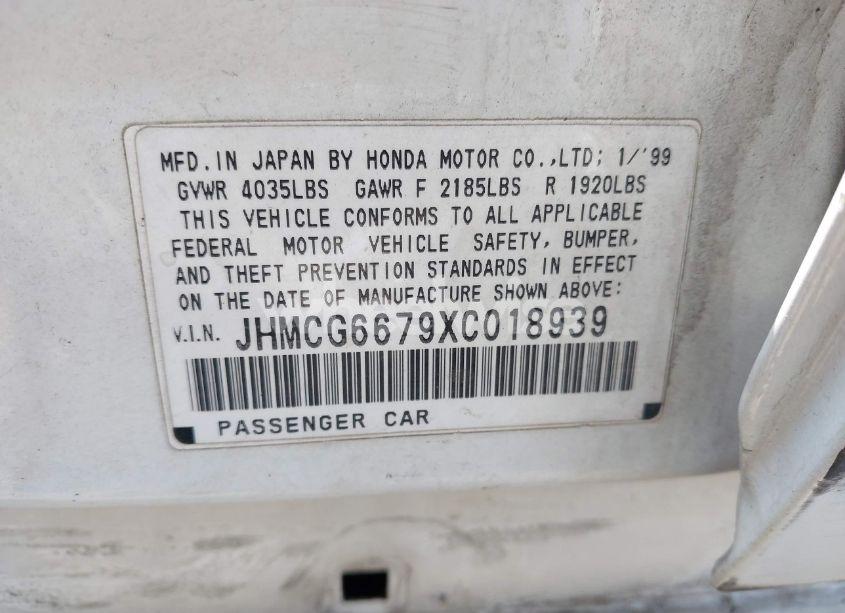 MFD.IN JAPAN BY HONDA MOTOR CO.,LTD; 1/'99
GVWR 4035LBS GAWR F 2185LBS R 1920LBS
THIS VEHICLE CONFORMS TO ALL APPLICABLE
FEDERAL MOTOR VEHICLE SAFETY, BUMPER,
AND THEFT PREVENTION STANDARDS IN EFFECT
ON THE DATE OF MANUFACTURE SHOWN ABOVE:
V.I.N. JHMCG6679XC018939
PASSENGER CAR